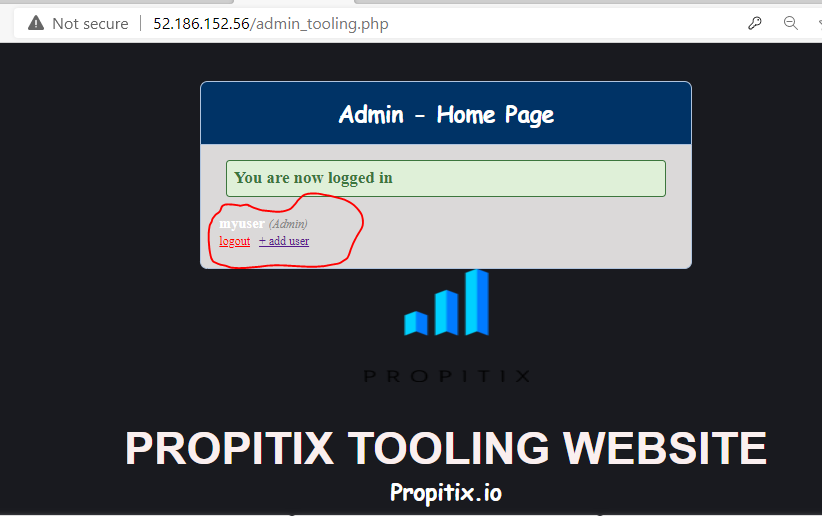 Not secure | 52.186.152.56/admin_tooling.php
Admin - Home Page
You are now logged in
myuser (Admin)
logout + add user
PROPITIX
PROPITIX TOOLING WEBSITE
Propitix.io